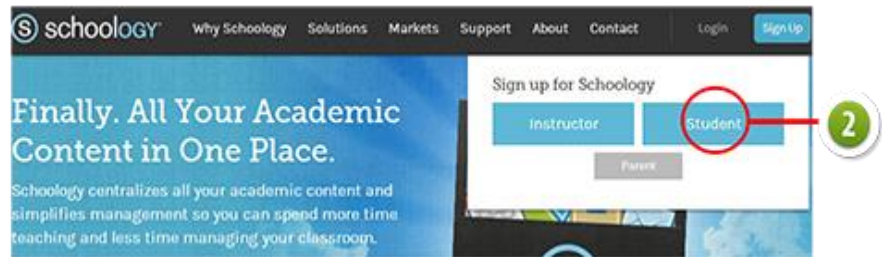 S schoology Why Schoology Solutions Markets Support About Contact Login Sign Up
Sign up for Schoology
Instructor Student
Parent
2
Finally. All Your Academic
Content in One Place.
Schoology centralizes all your academic content and
simplifies management so you can spend more time
teaching and less time managing your classroom.